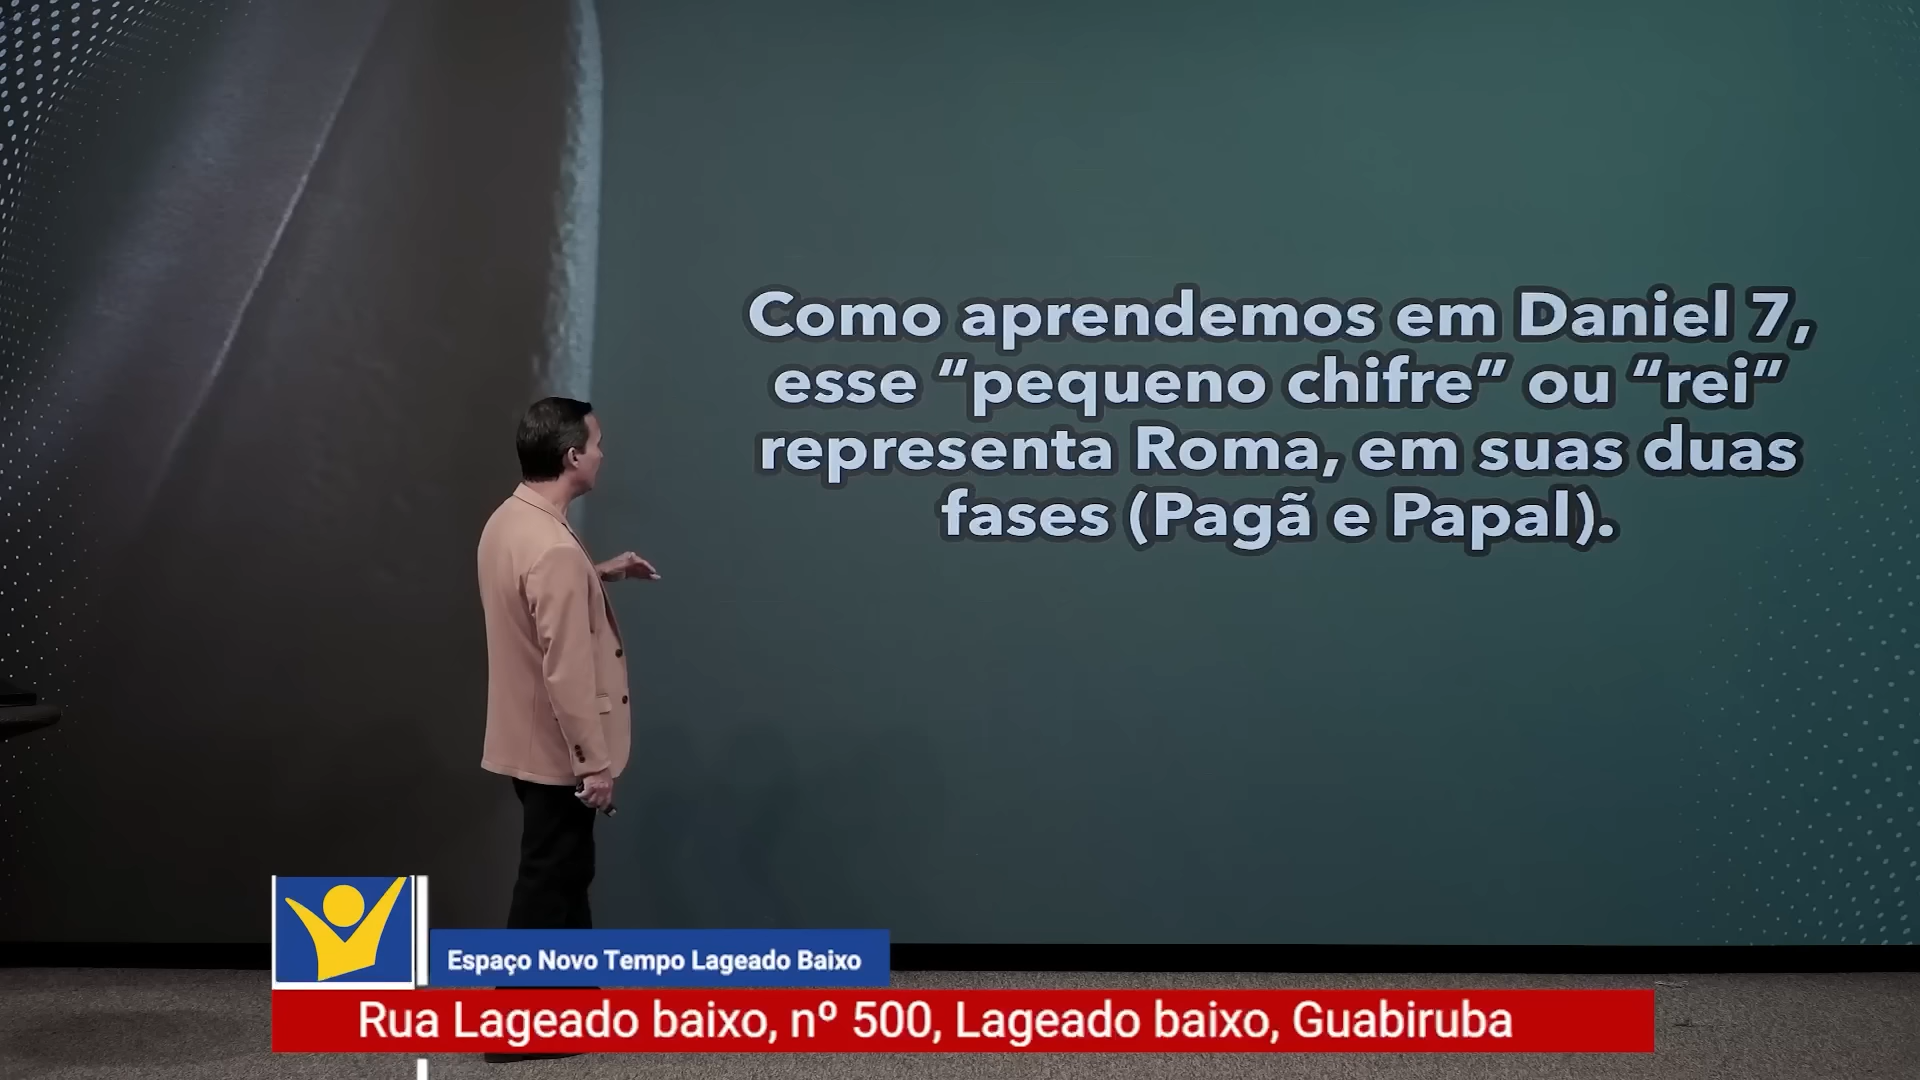 Como aprendemos em Daniel 7,
esse “pequeno chifre” ou “rei”
representa Roma, em suas duas
fases (Pagã e Papal).
Espaço Novo Tempo Lageado Baixo
Rua Lageado baixo, nº 500, Lageado baixo, Guabiruba